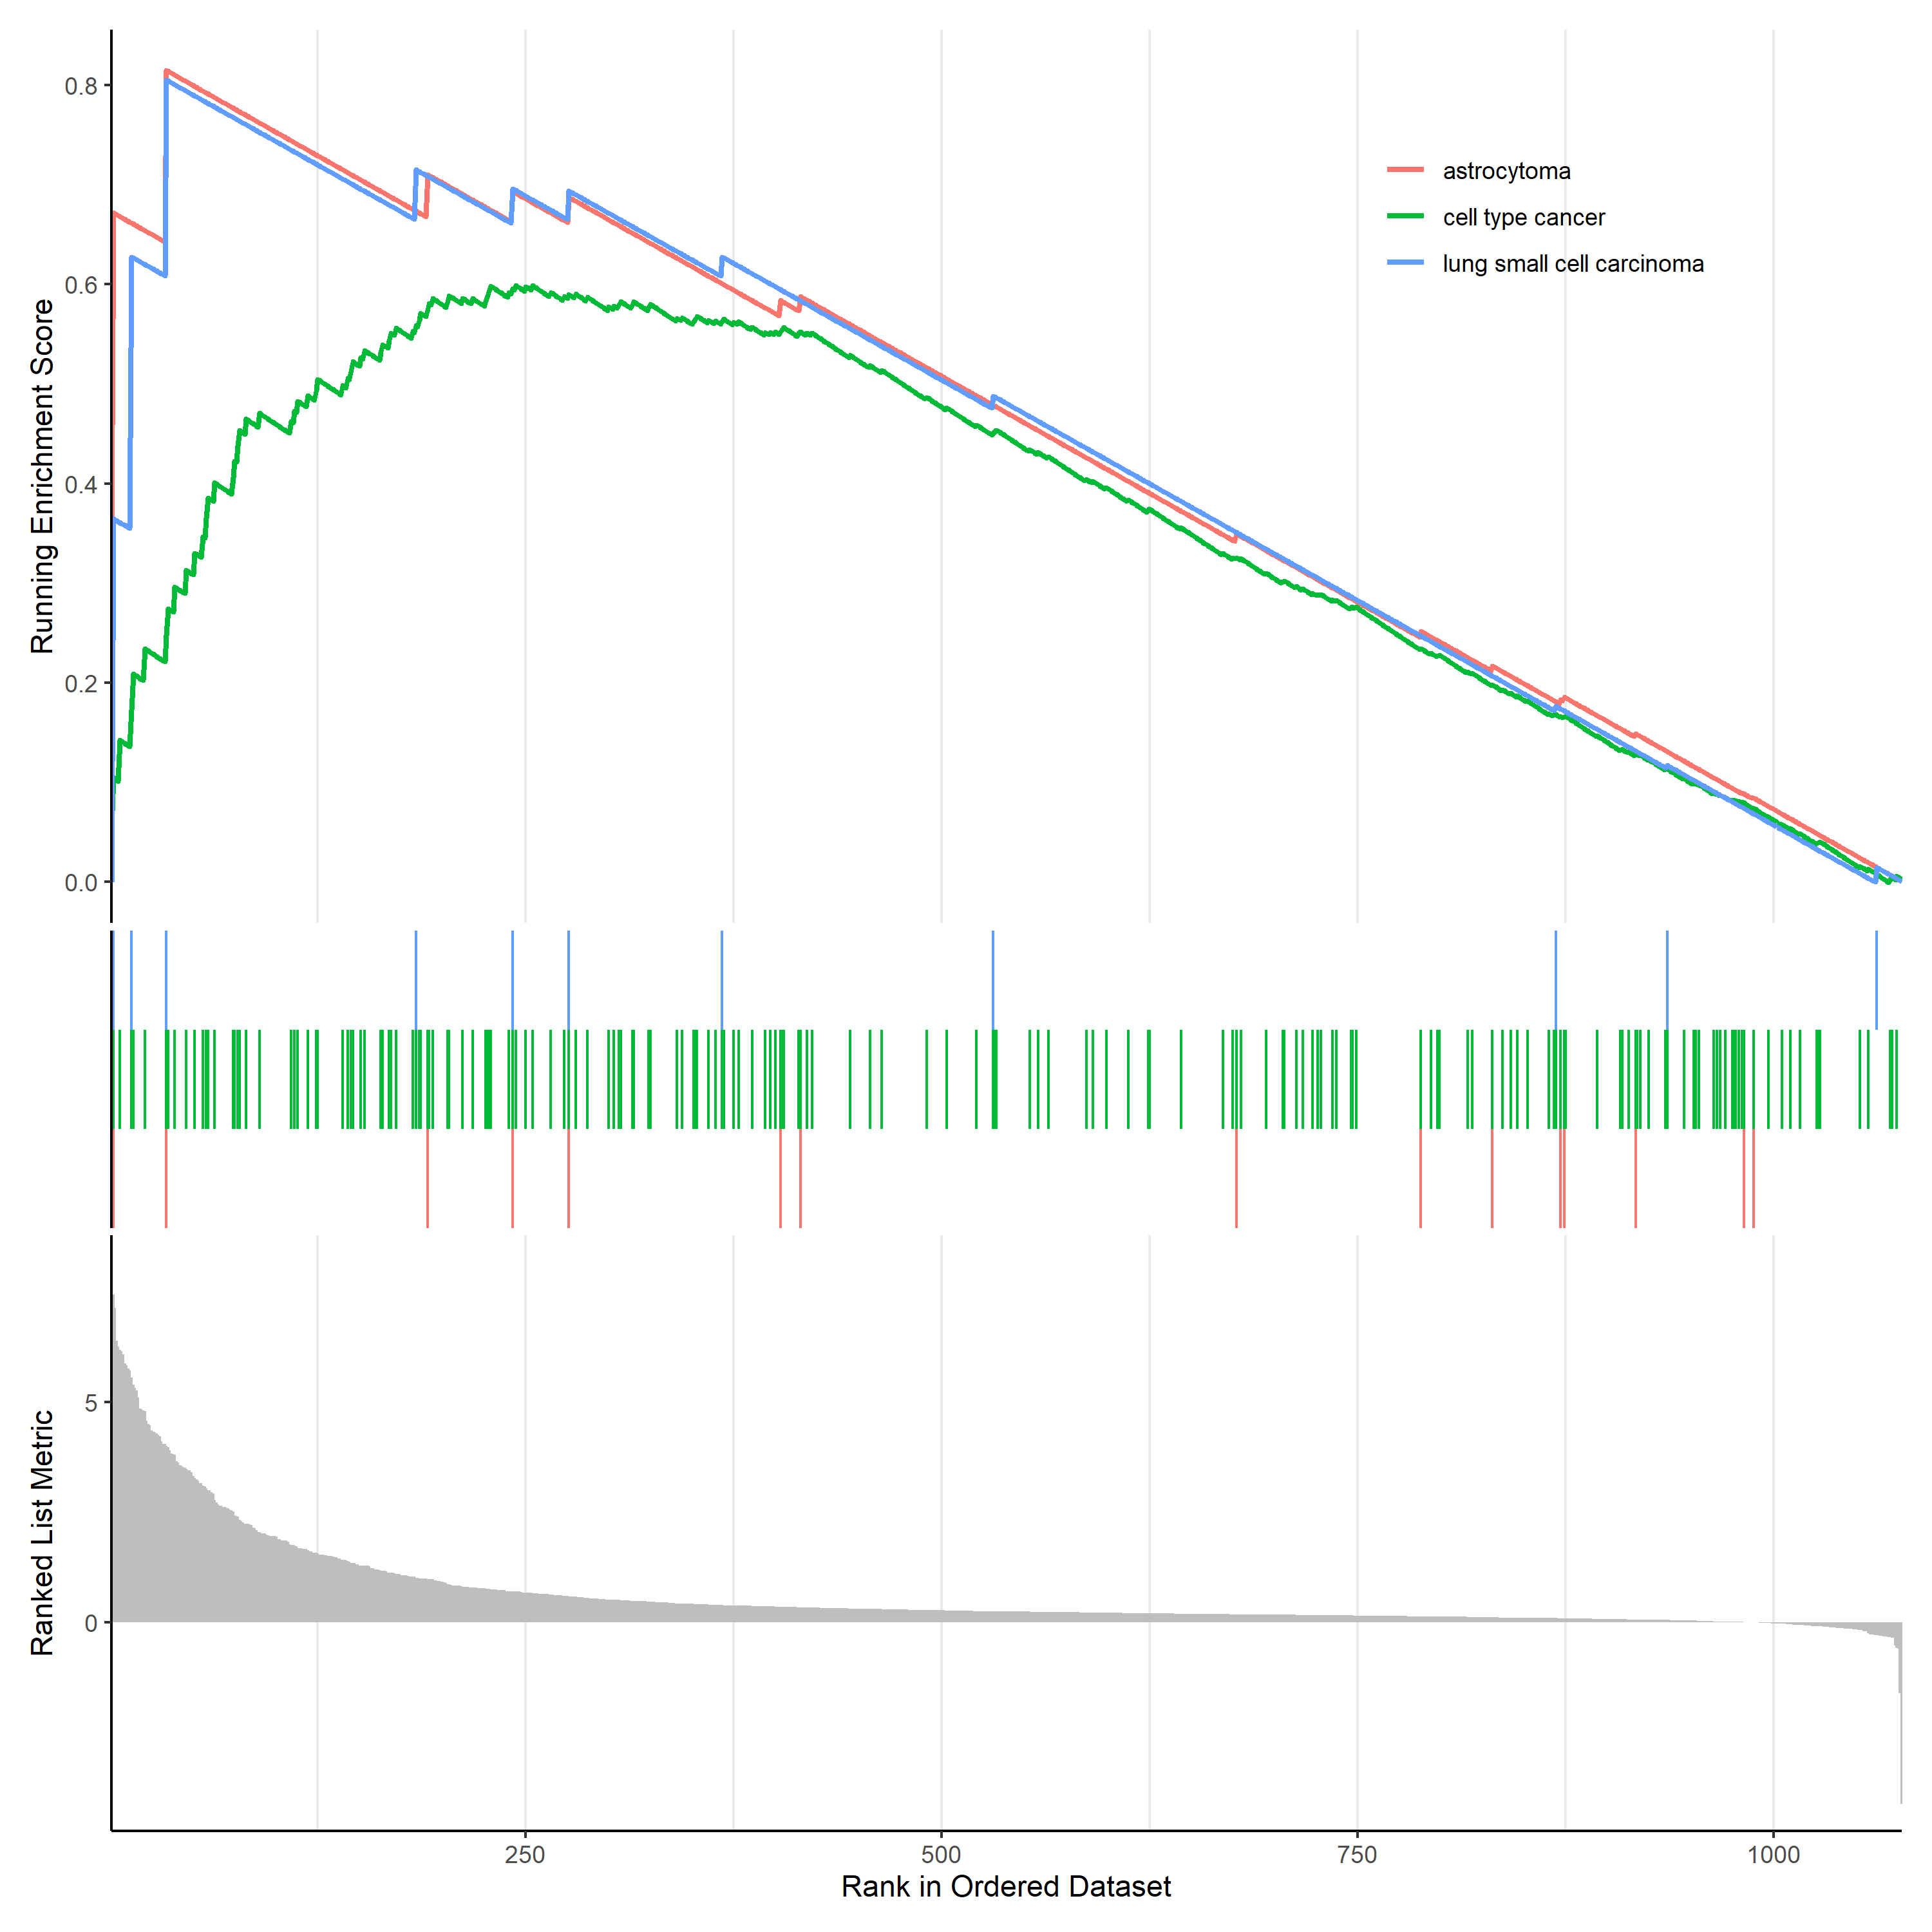 Running Enrichment Score
0.8
0.6
0.4
0.2
0.0
astrocytoma
cell type cancer
lung small cell carcinoma
Ranked List Metric
5
0
250
500
750
1000
Rank in Ordered Dataset